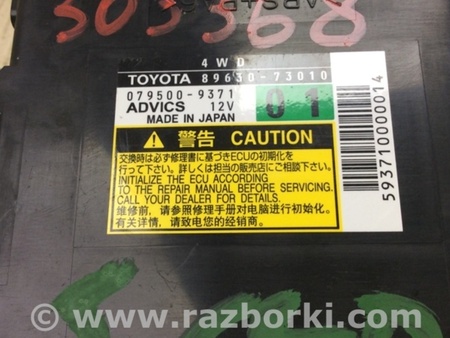 505568
4WD
TOYOTA 89630-73010
079500-9371
ADVICS 12V
MADE IN JAPAN
01
593710000014
警告 CAUTION
交換時は必ず修理書に基づきECUの初期化を
行って下さい。詳しくは担当の販売店にご相談下さい。
INITIALIZE THE ECU ACCORDING
TO THE REPAIR MANUAL BEFORE SERVICING.
CALL YOUR DEALER FOR DETAILS.
维修前，请参照修理手册对电脑进行初始化。
有关详情，请致电您的经销商。
www.razborki.com